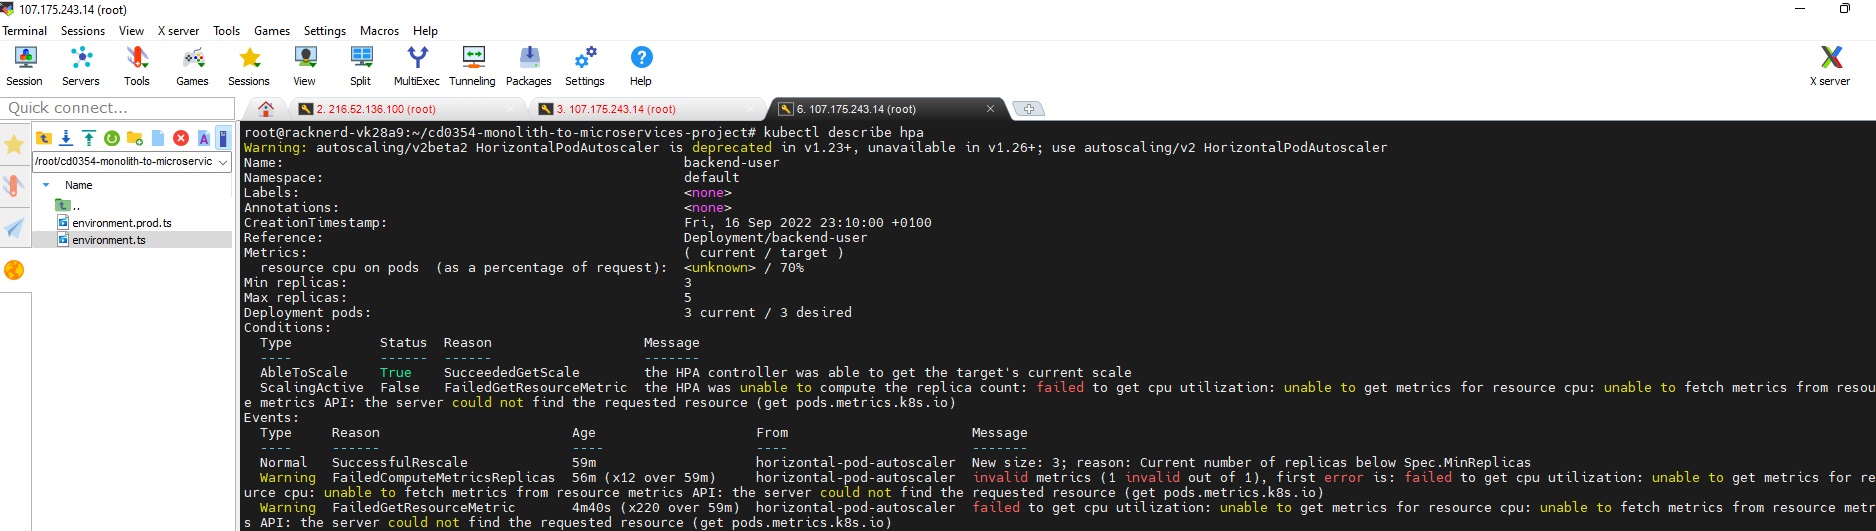 107.175.243.14 (root)
Terminal Sessions View X server Tools Games Settings Macros Help
Session Servers Tools Games Sessions View Split MultiExec Tunneling Packages Settings Help X server
Quick connect...
2. 216.52.136.100 (root) 3. 107.175.243.14 (root) 6. 107.175.243.14 (root)
/root/cd0354-monolith-to-microservic
Name
..
environment.prod.ts
environment.ts
root@racknerd-vk28a9:~/cd0354-monolith-to-microservices-project# kubectl describe hpa
Warning: autoscaling/v2beta2 HorizontalPodAutoscaler is deprecated in v1.23+, unavailable in v1.26+; use autoscaling/v2 HorizontalPodAutoscaler
Name: backend-user
Namespace: default
Labels: <none>
Annotations: <none>
CreationTimestamp: Fri, 16 Sep 2022 23:10:00 +0100
Reference: Deployment/backend-user
Metrics: ( current / target )
resource cpu on pods (as a percentage of request): <unknown> / 70%
Min replicas: 3
Max replicas: 5
Deployment pods: 3 current / 3 desired
Conditions:
Type Status Reason Message
---- ------ ------ -------
AbleToScale True SucceededGetScale the HPA controller was able to get the target's current scale
ScalingActive False FailedGetResourceMetric the HPA was unable to compute the replica count: failed to get cpu utilization: unable to get metrics for resource cpu: unable to fetch metrics from resou
e metrics API: the server could not find the requested resource (get pods.metrics.k8s.io)
Events:
Type Reason Age From Message
---- ------ ---- ---- -------
Normal SuccessfulRescale 59m horizontal-pod-autoscaler New size: 3; reason: Current number of replicas below Spec.MinReplicas
Warning FailedComputeMetricsReplicas 56m (x12 over 59m) horizontal-pod-autoscaler invalid metrics (1 invalid out of 1), first error is: failed to get cpu utilization: unable to get metrics for re
urce cpu: unable to fetch metrics from resource metrics API: the server could not find the requested resource (get pods.metrics.k8s.io)
Warning FailedGetResourceMetric 4m40s (x220 over 59m) horizontal-pod-autoscaler failed to get cpu utilization: unable to get metrics for resource cpu: unable to fetch metrics from resource met
s API: the server could not find the requested resource (get pods.metrics.k8s.io)